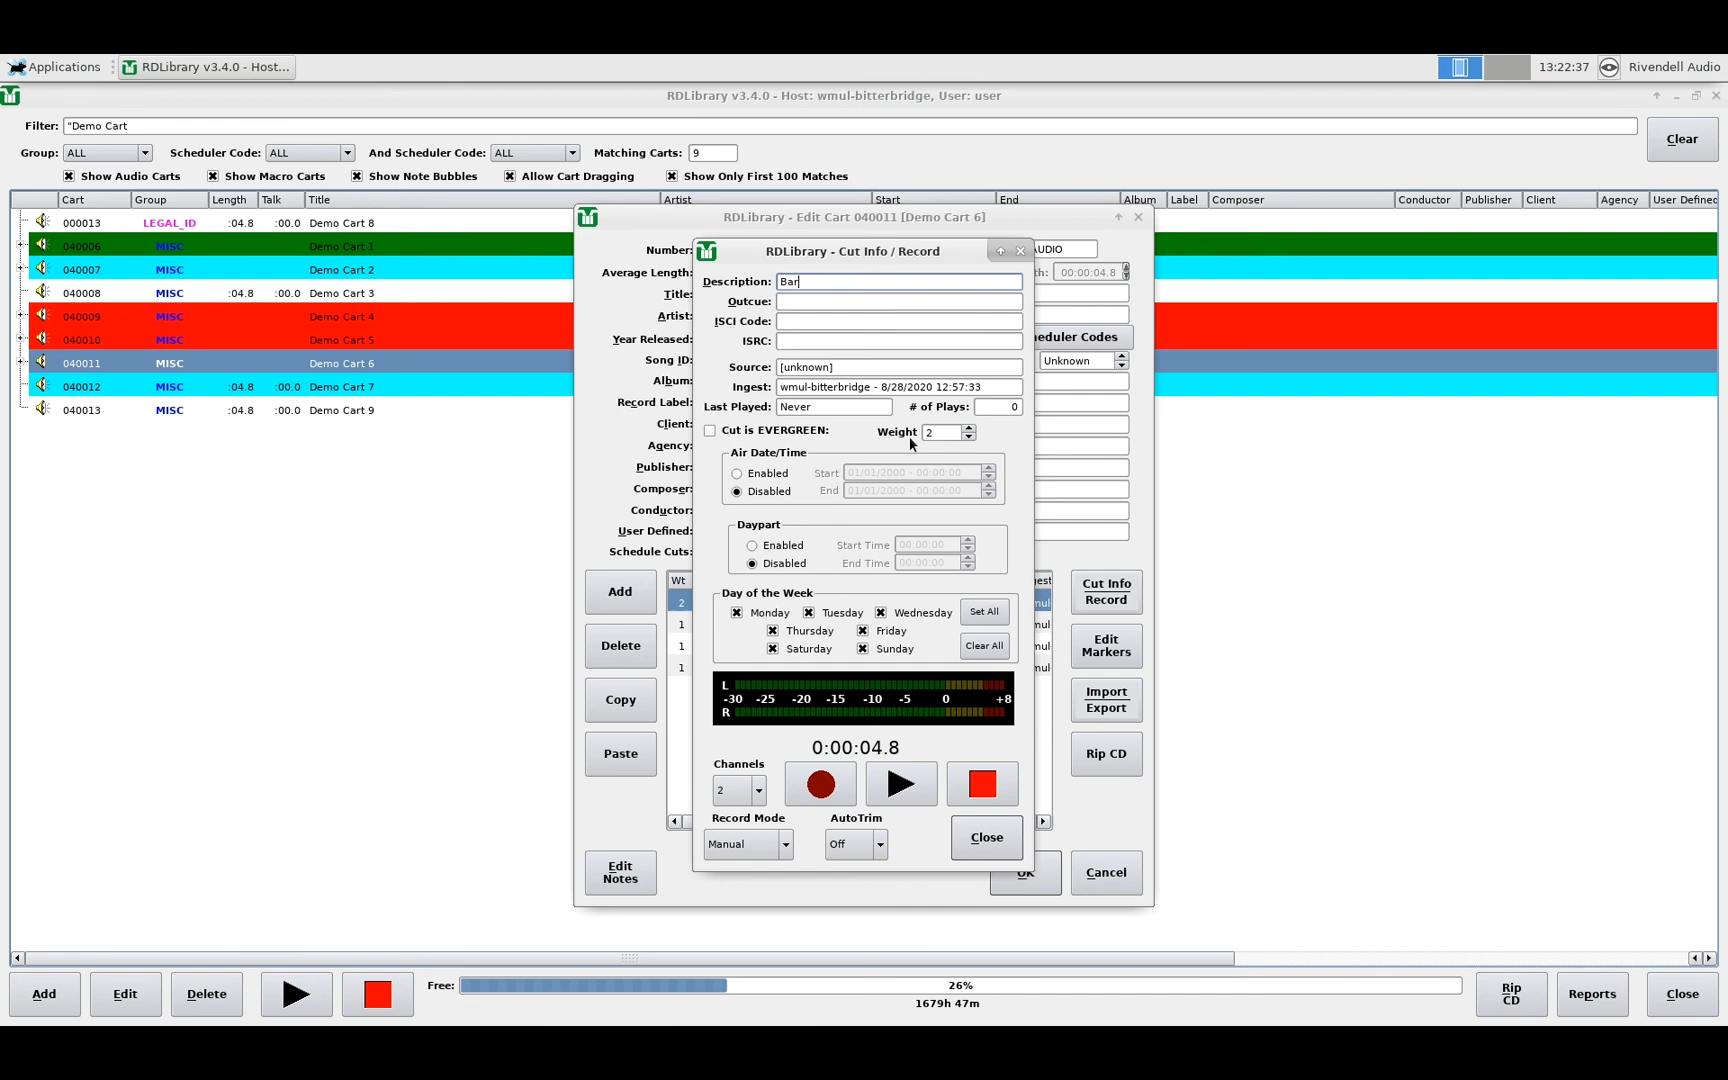 Applications RDLibrary v3.4.0 - Host... 13:22:37 Rivendell Audio
RDLibrary v3.4.0 - Host: wmul-bitterbridge, User: user
Filter: "Demo Cart
Clear
Group: ALL Scheduler Code: ALL And Scheduler Code: ALL Matching Carts: 9
Show Audio Carts Show Macro Carts Show Note Bubbles Allow Cart Dragging Show Only First 100 Matches
Cart Group Length Talk Title Artist Start End Album Label Composer Conductor Publisher Client Agency User Defined
000013 LEGAL_ID :04.8 :00.0 Demo Cart 8
040006 MISC Demo Cart 1
040007 MISC Demo Cart 2
040008 MISC :04.8 :00.0 Demo Cart 3
040009 MISC Demo Cart 4
040010 MISC Demo Cart 5
040011 MISC Demo Cart 6
040012 MISC :04.8 :00.0 Demo Cart 7
040013 MISC :04.8 :00.0 Demo Cart 9
RDLibrary - Edit Cart 040011 [Demo Cart 6]
Number:
Average Length: 00:00:04.8
Title:
Artist:
Year Released:
Song ID: Unknown
Album:
Record Label:
Client:
Agency:
Publisher:
Composer:
Conductor:
User Defined:
Schedule Cuts:
Wt
2
1
1
1
Add
Delete
Copy
Paste
Edit
Notes
Cut Info
Record
Edit
Markers
Import
Export
Rip CD
OK
Cancel
RDLibrary - Cut Info / Record
Description: Bar
Outcue:
ISCI Code:
ISRC:
Source: [unknown]
Ingest: wmul-bitterbridge - 8/28/2020 12:57:33
Last Played: Never # of Plays: 0
Cut is EVERGREEN: Weight 2
Air Date/Time
Enabled Start 01/01/2000 - 00:00:00
Disabled End 01/01/2000 - 00:00:00
Daypart
Enabled Start Time 00:00:00
Disabled End Time 00:00:00
Day of the Week
Monday Tuesday Wednesday Set All
Thursday Friday
Saturday Sunday Clear All
L
-30 -25 -20 -15 -10 -5 0 +8
R
0:00:04.8
Channels
2
Record Mode AutoTrim
Manual Off Close
Add Edit Delete Free: 26% Rip
CD Reports Close
1679h 47m